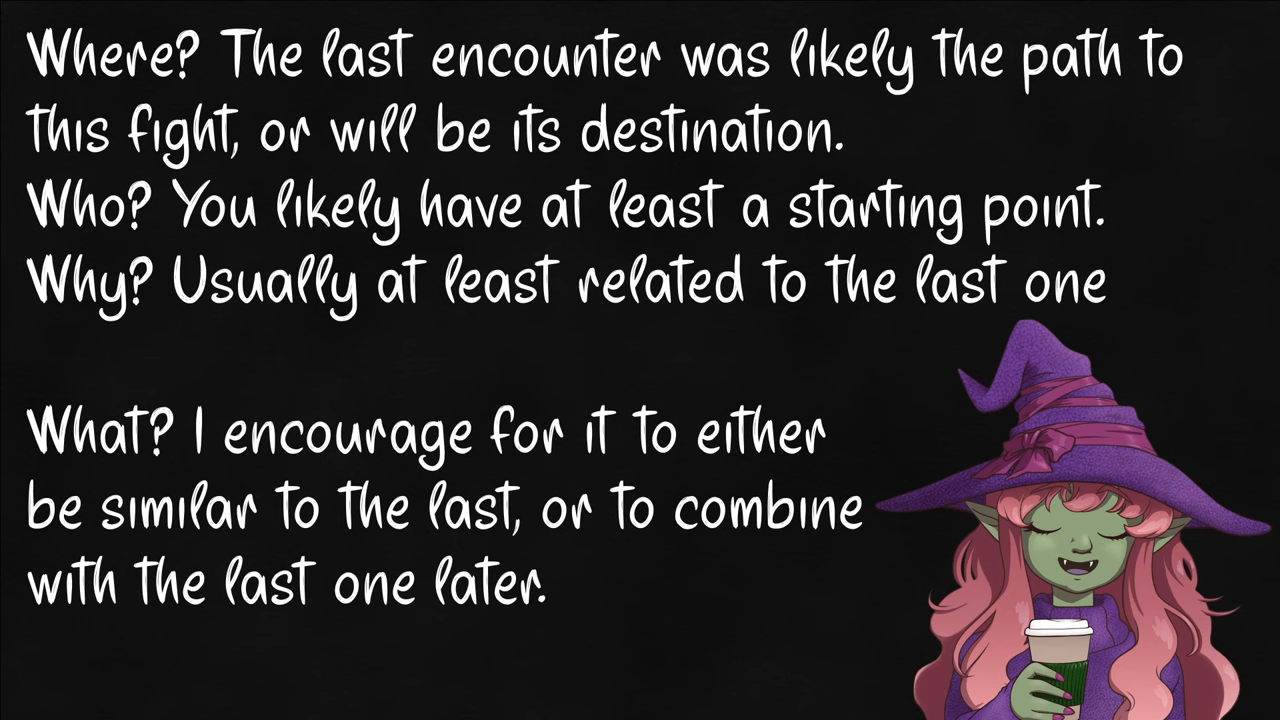 Where? The last encounter was likely the path to
this fight, or will be its destination.
Who? You likely have at least a starting point.
Why? Usually at least related to the last one
What? I encourage for it to either
be similar to the last, or to combine
with the last one later.